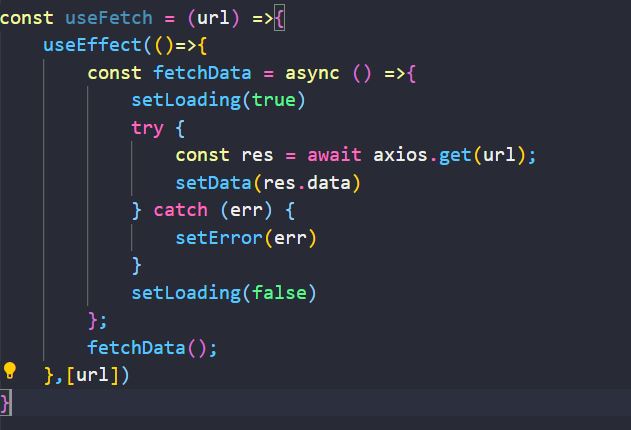 const useFetch = (url) =>{
    useEffect(()=>{
        const fetchData = async () =>{
            setLoading(true)
            try {
                const res = await axios.get(url);
                setData(res.data)
            } catch (err) {
                setError(err)
            }
            setLoading(false)
        };
        fetchData();
    },[url])
}